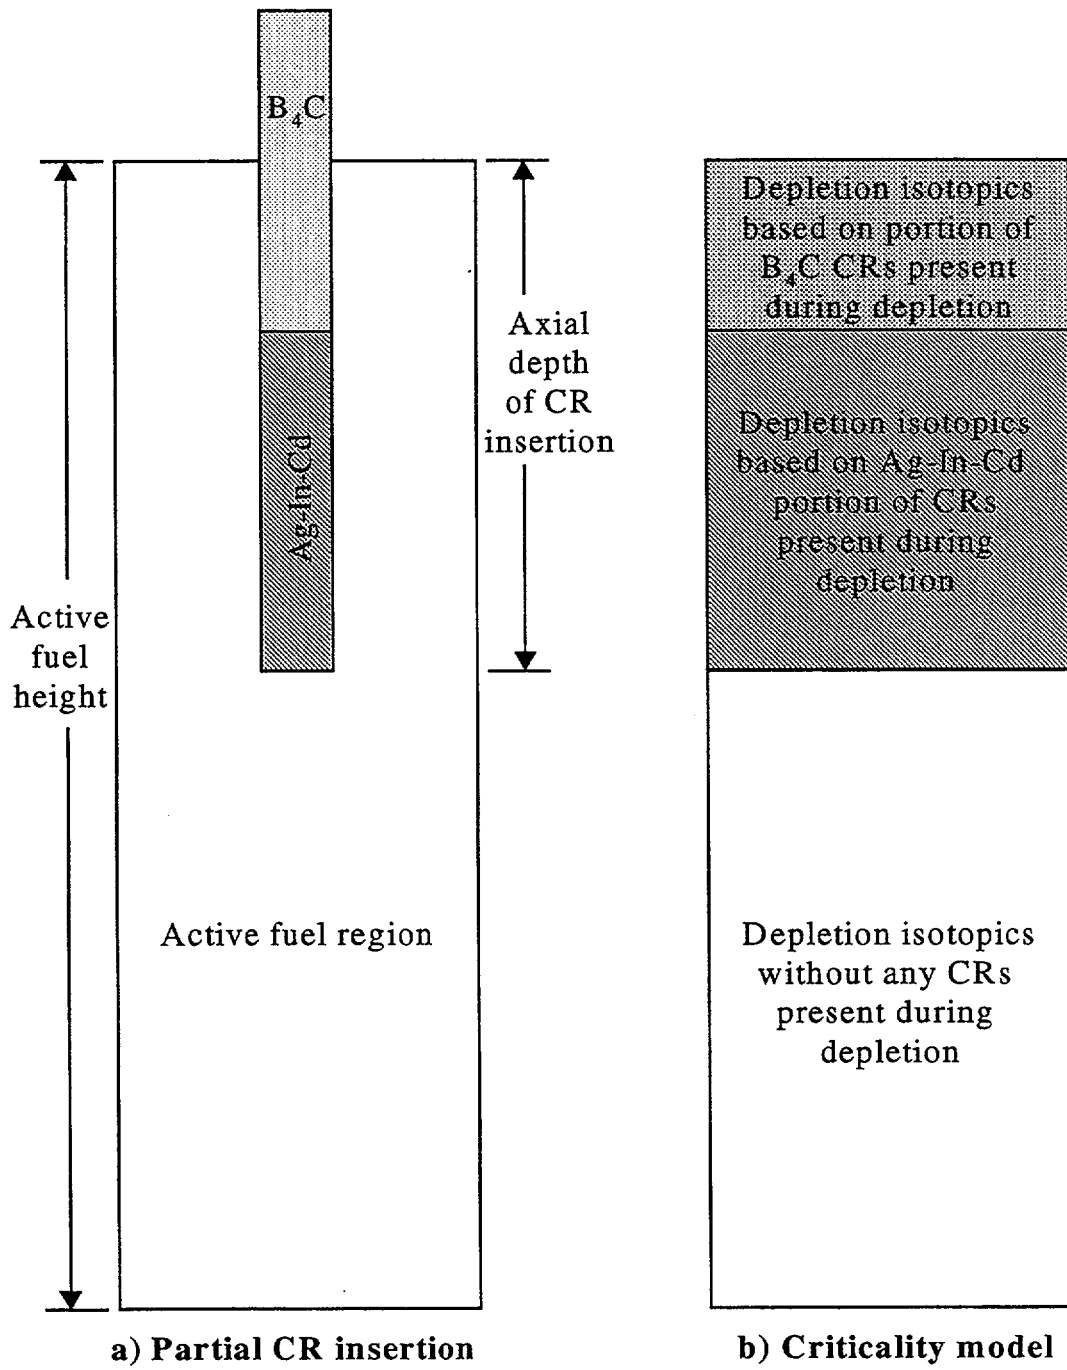 B₄C
Ag-In-Cd
Axial
depth
of CR
insertion
Active
fuel
height
Active fuel region
a) Partial CR insertion
Depletion isotopics
based on portion of
B₄C CRs present
during depletion
Depletion isotopics
based on Ag-In-Cd
portion of CRs
present during
depletion
Depletion isotopics
without any CRs
present during
depletion
b) Criticality model